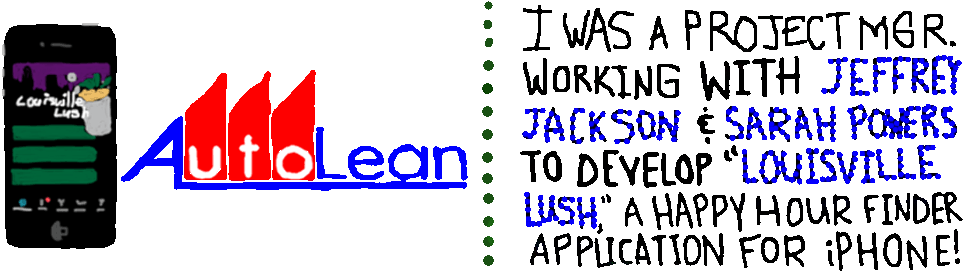 Louisville
Lush
AutoLean
I WAS A PROJECT MGR.
WORKING WITH JEFFREY
JACKSON & SARAH POWERS
TO DEVELOP "LOUISVILLE
LUSH," A HAPPY HOUR FINDER
APPLICATION FOR iPHONE!